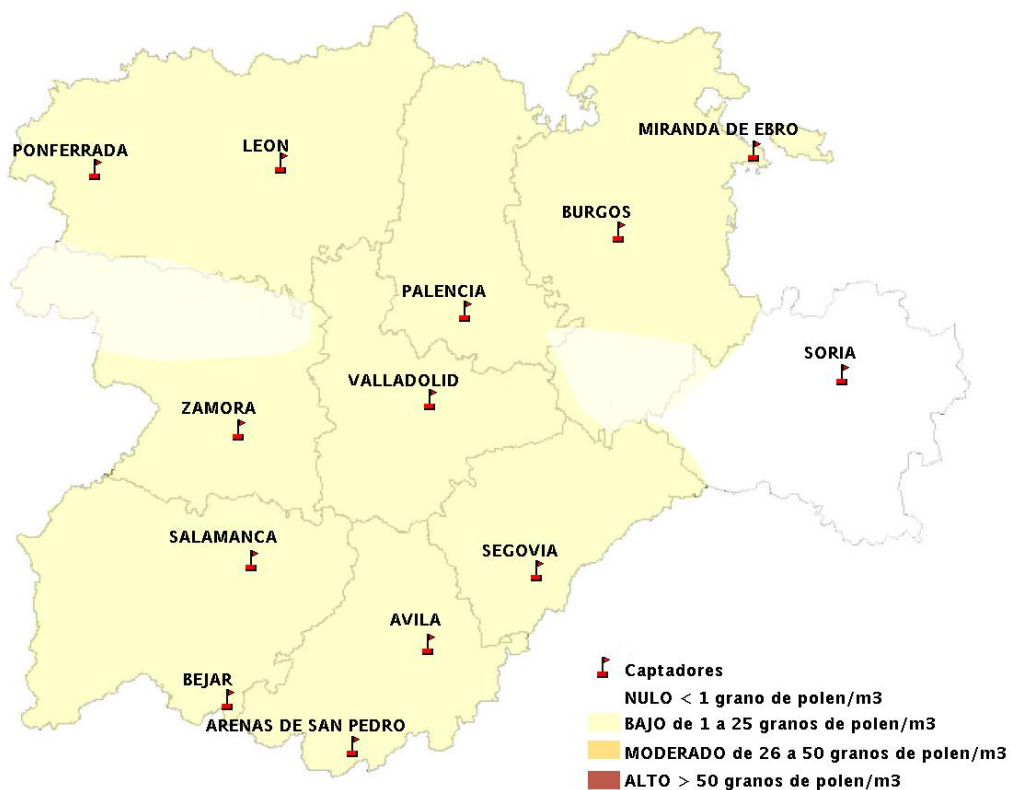 MIRANDA DE EBRO
PONFERRADA
LEON
BURGOS
PALENCIA
SORIA
VALLADOLID
ZAMORA
SALAMANCA
SEGOVIA
AVILA
BEJAR
ARENAS DE SAN PEDRO
Captadores
NULO < 1 grano de polen/m3
BAJO de 1 a 25 granos de polen/m3
MODERADO de 26 a 50 granos de polen/m3
ALTO > 50 granos de polen/m3